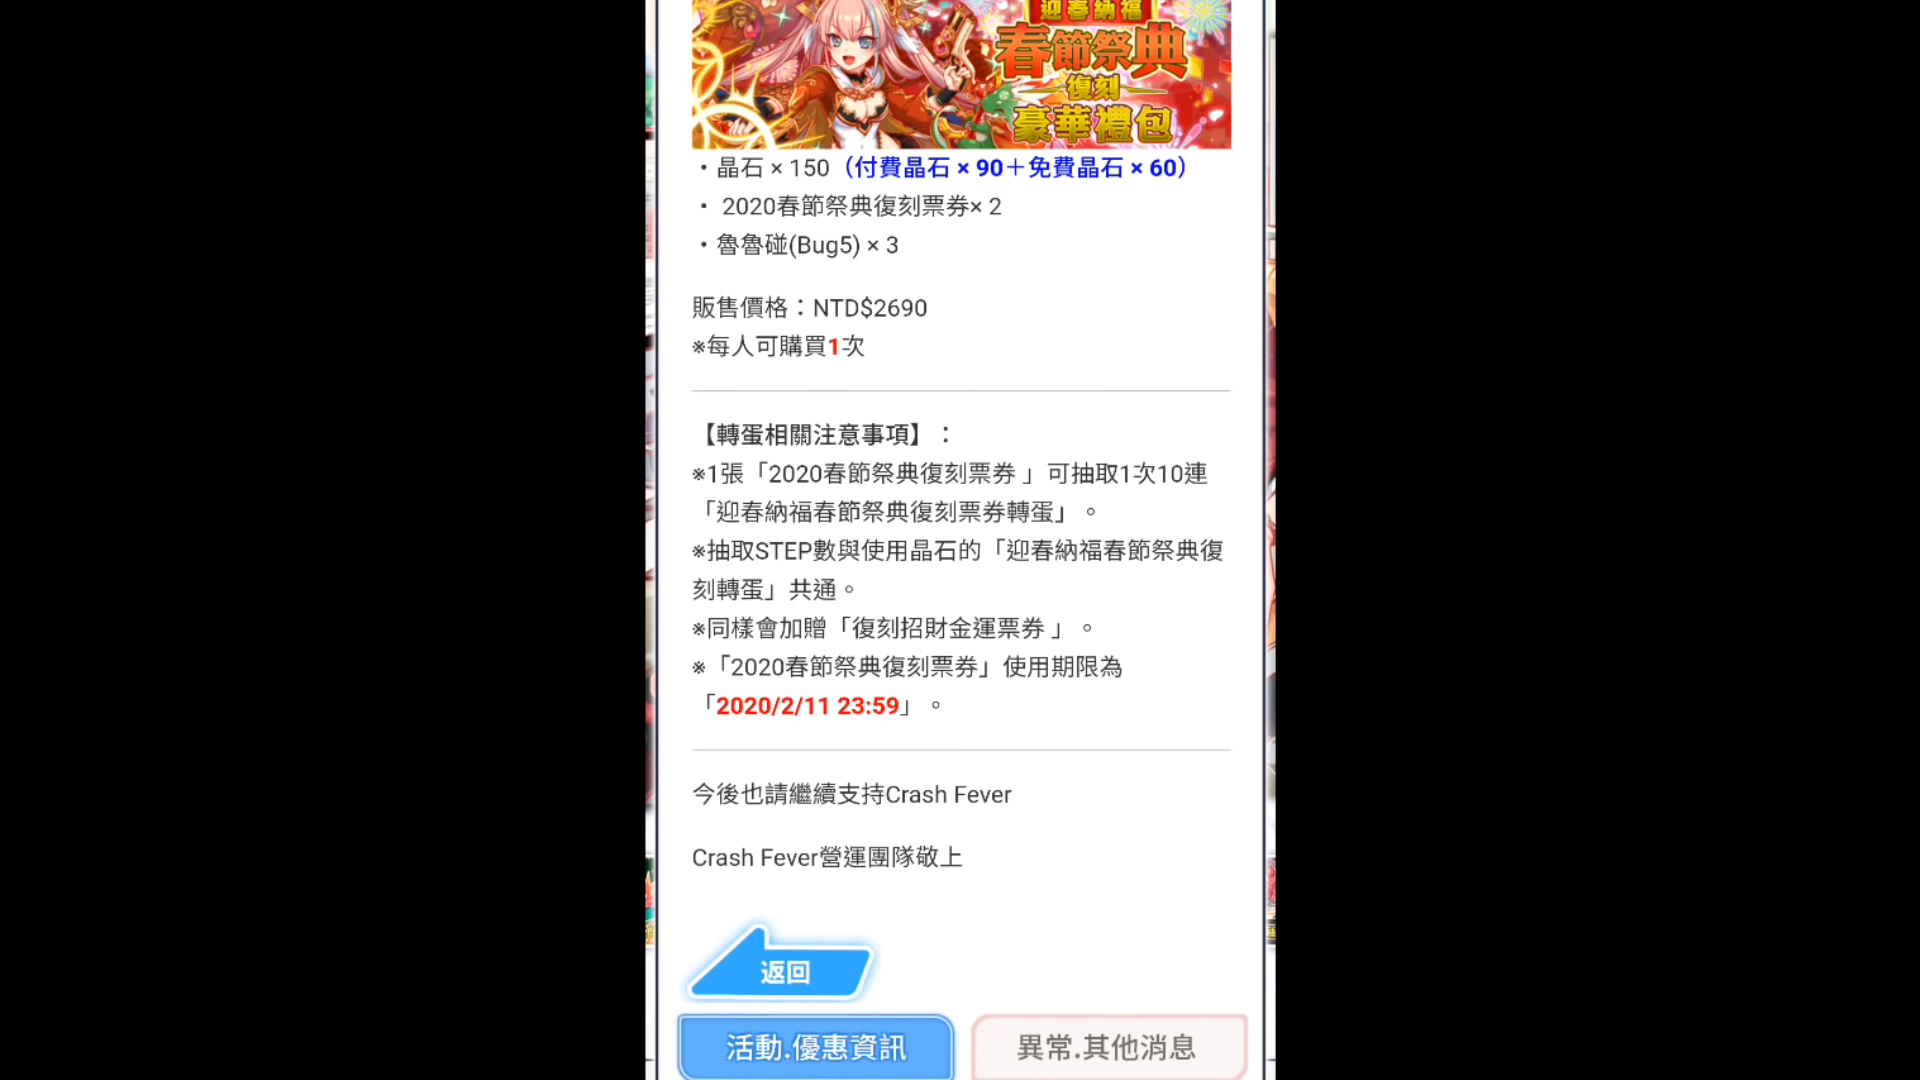 迎春納福
春節祭典
復刻
豪華禮包
・晶石 × 150（付費晶石 × 90＋免費晶石 × 60）
・ 2020春節祭典復刻票券× 2
・魯魯碰(Bug5) × 3
販售價格：NTD$2690
※每人可購買1次
【轉蛋相關注意事項】：
※1張「2020春節祭典復刻票券 」可抽取1次10連
「迎春納福春節祭典復刻票券轉蛋」。
※抽取STEP數與使用晶石的「迎春納福春節祭典復
刻轉蛋」共通。
※同樣會加贈「復刻招財金運票券 」。
※「2020春節祭典復刻票券」使用期限為
「2020/2/11 23:59」。
今後也請繼續支持Crash Fever
Crash Fever營運團隊敬上
返回
活動.優惠資訊
異常.其他消息